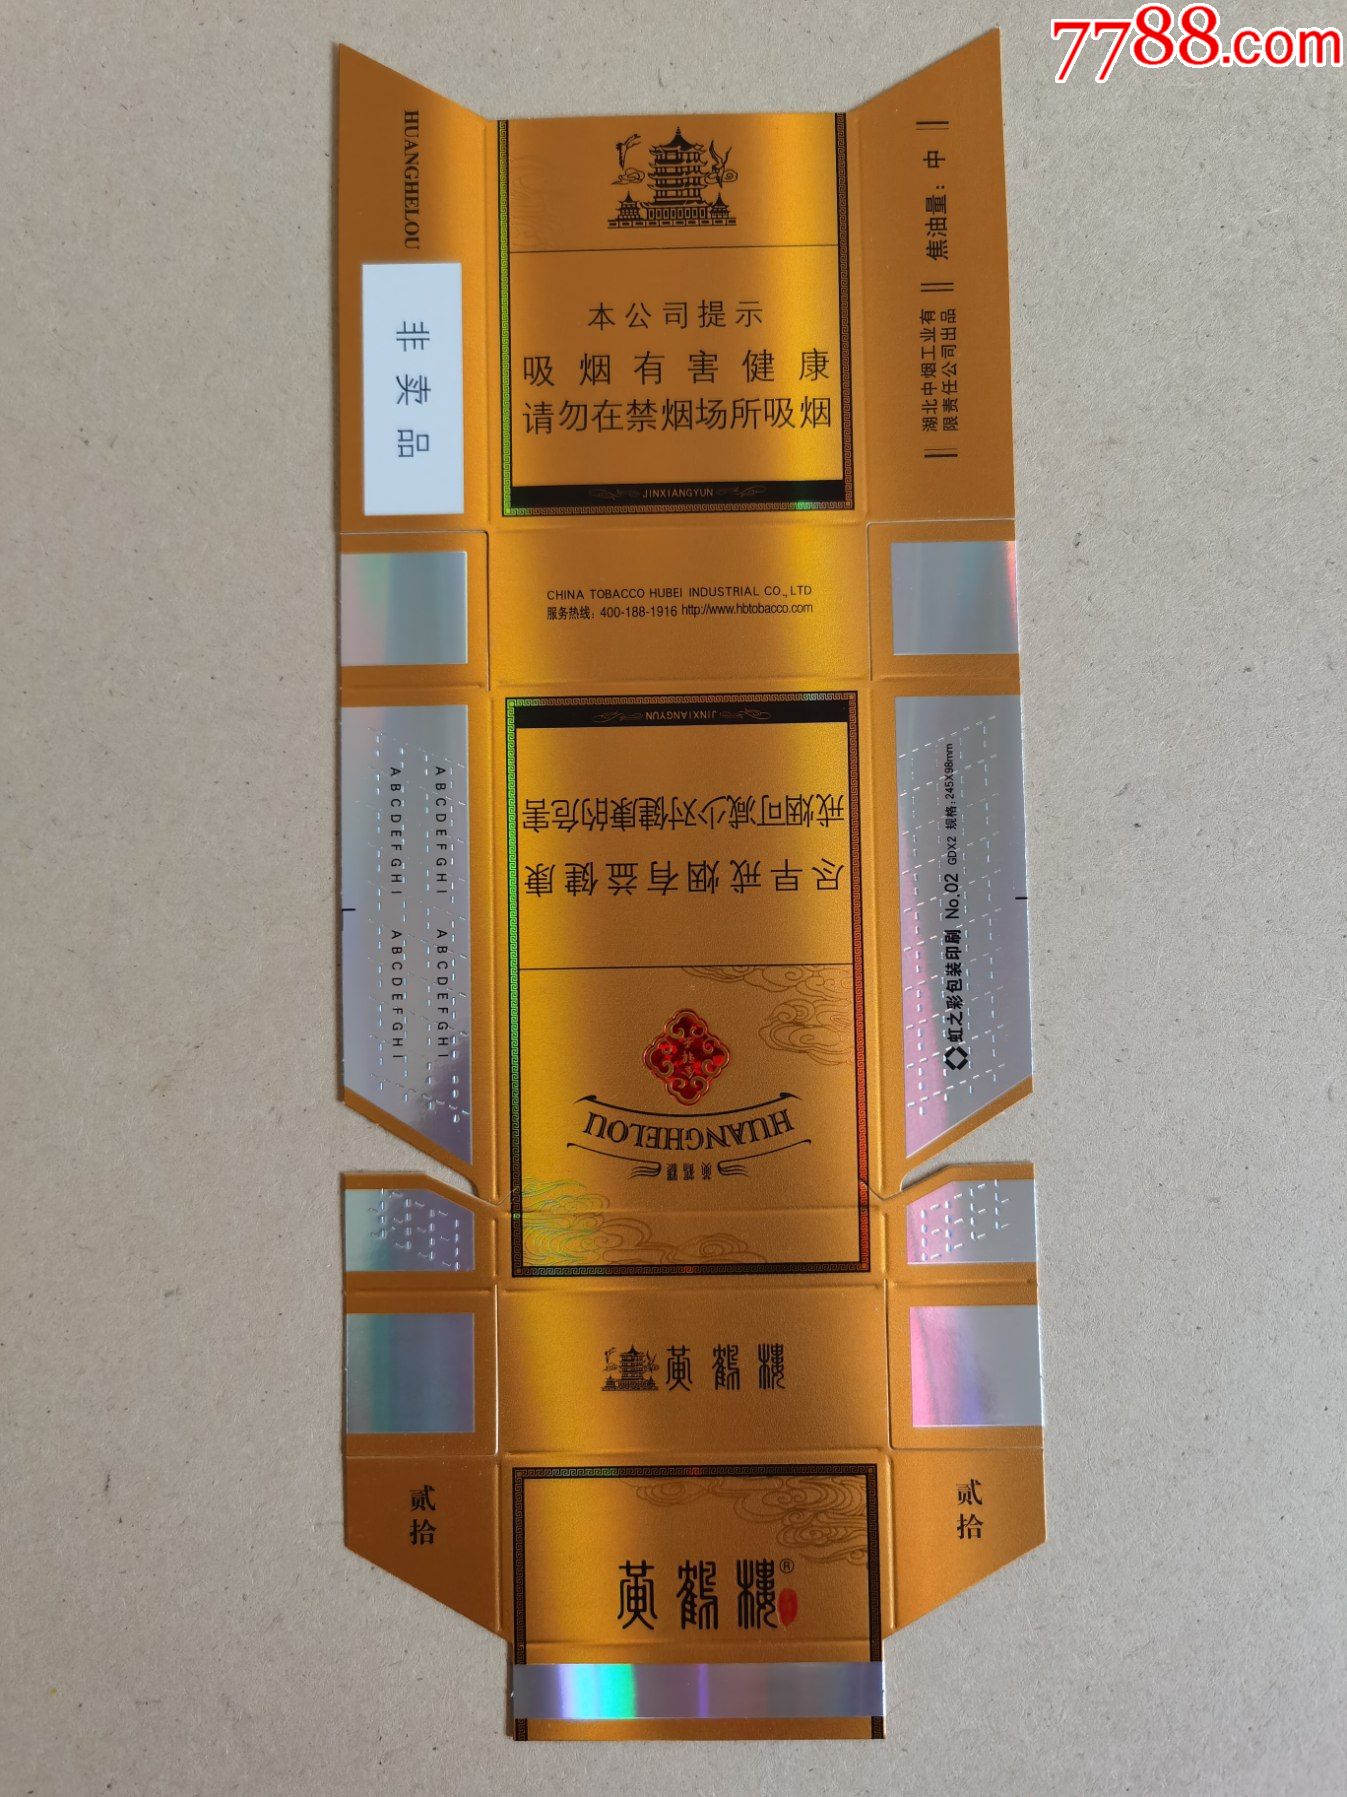 7788.com
HUANGHELOU
非卖品
本公司提示
吸烟有害健康
请勿在禁烟场所吸烟
JINXIANGYUN
焦油量：中
湖北中烟工业有
限责任公司出品
CHINA TOBACCO HUBEI INDUSTRIAL CO., LTD
服务热线：400-188-1916 http://www.hbtobacco.com
JINXIANGYUN
尽早戒烟有益健康
戒烟可减少对健康的危害
HUANGHELOU
黄鹤楼
ABCDEFGHI ABCDEFGHI
ABCDEFGHI ABCDEFGHI
虹之彩包装印刷 No.02 GDX2 规格:245X98mm
黄鹤楼
贰拾
贰拾
黄鹤楼®